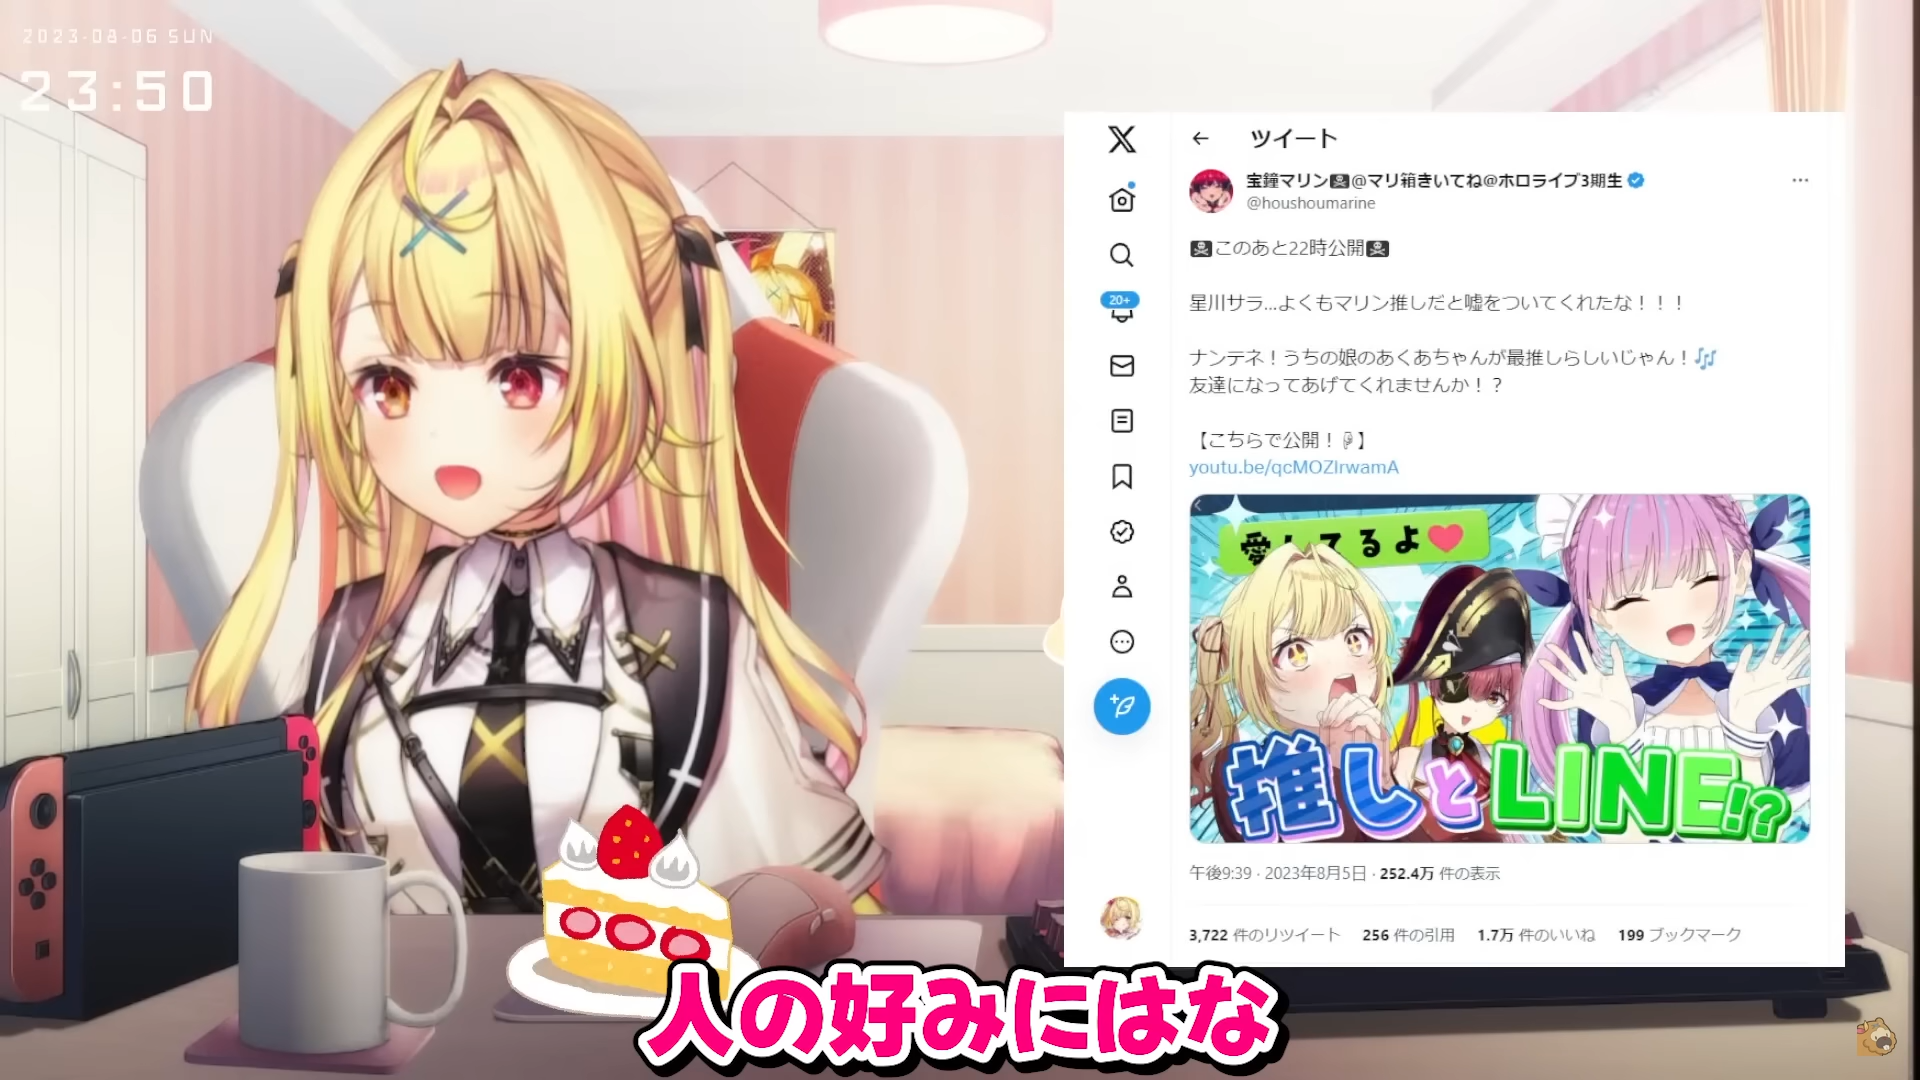 2023-08-06 SUN
23:50
ツイート
宝鐘マリン🏴‍☠️@マリ箱きいてね@ホロライブ3期生
@houshoumarine
🏴‍☠️このあと22時公開🏴‍☠️
星川サラ...よくもマリン推しだと嘘をついてくれたな！！！
ナンテネ！うちの娘のあくあちゃんが最推しらしいじゃん！🎶
友達になってあげてくれませんか！？
【こちらで公開！👇】
youtu.be/qcMOZlrwamA
20+
愛してるよ❤
推しとLINE!?
午後9:39 · 2023年8月5日 · 252.4万 件の表示
3,722 件のリツイート 256 件の引用 1.7万 件のいいね 199 ブックマーク
人の好みにはな